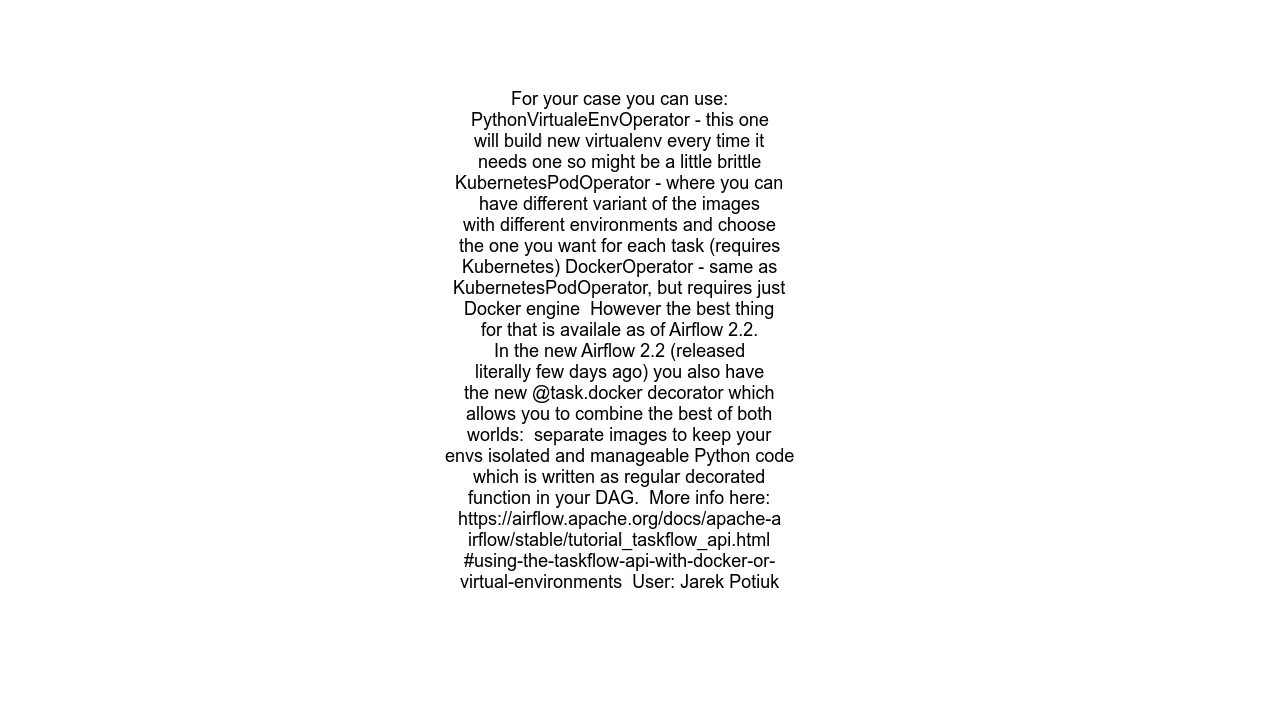 For your case you can use:
PythonVirtualeEnvOperator - this one
will build new virtualenv every time it
needs one so might be a little brittle
KubernetesPodOperator - where you can
have different variant of the images
with different environments and choose
the one you want for each task (requires
Kubernetes) DockerOperator - same as
KubernetesPodOperator, but requires just
Docker engine  However the best thing
for that is availale as of Airflow 2.2.
In the new Airflow 2.2 (released
literally few days ago) you also have
the new @task.docker decorator which
allows you to combine the best of both
worlds:  separate images to keep your
envs isolated and manageable Python code
which is written as regular decorated
function in your DAG.  More info here:
https://airflow.apache.org/docs/apache-a
irflow/stable/tutorial_taskflow_api.html
#using-the-taskflow-api-with-docker-or-
virtual-environments  User: Jarek Potiuk